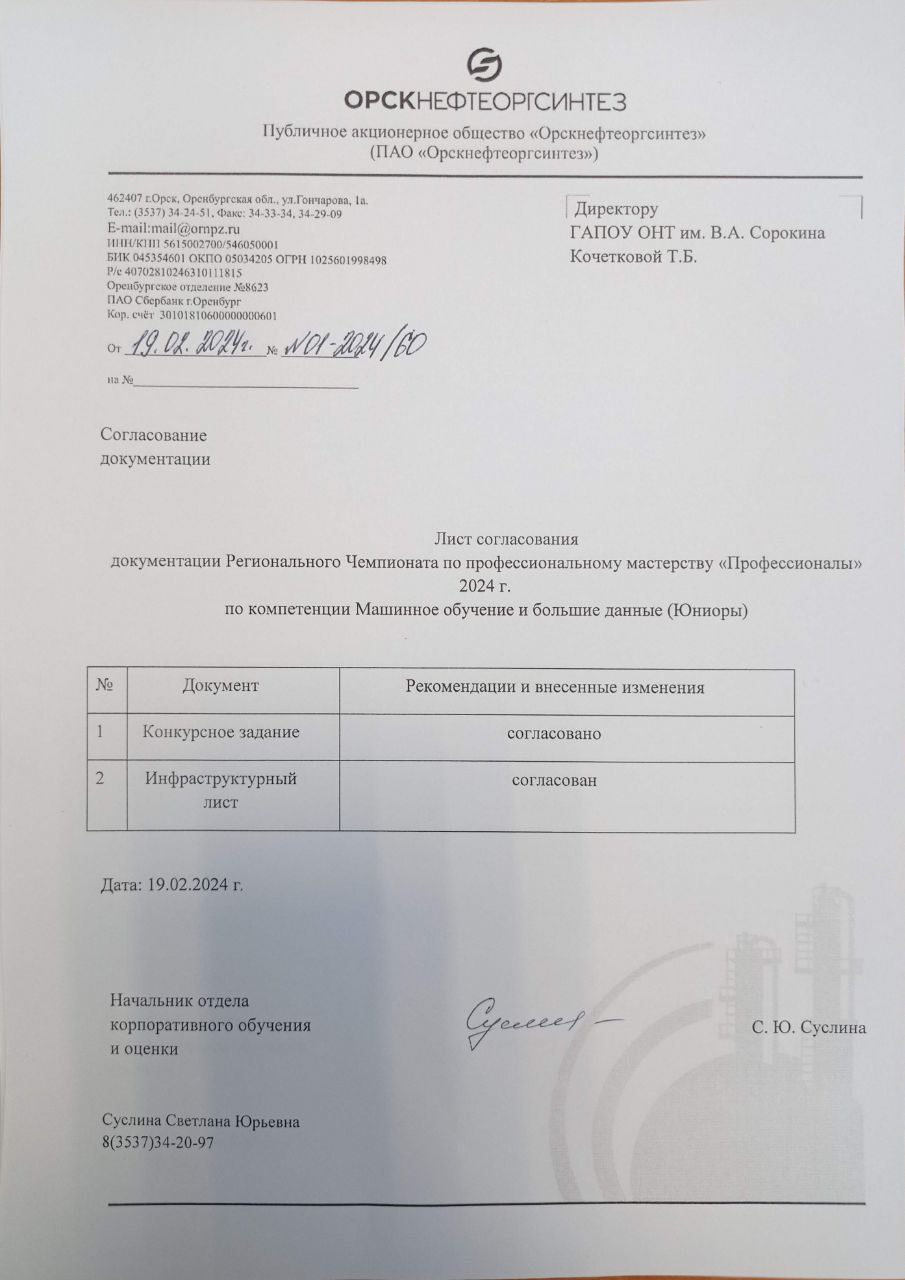 ОРСКНЕФТЕОРГСИНТЕЗ
Публичное акционерное общество «Орскнефтеоргсинтез»
(ПАО «Орскнефтеоргсинтез»)
462407 г.Орск, Оренбургская обл., ул.Гончарова, 1а.
Тел.: (3537) 34-24-51, Факс: 34-33-34, 34-29-09
E-mail:mail@ornpz.ru
ИНН/КПП 5615002700/546050001
БИК 045354601 ОКПО 05034205 ОГРН 1025601998498
Р/с 40702810246310111815
Оренбургское отделение №8623
ПАО Сбербанк г.Оренбург
Кор. счёт 30101810600000000601
От 19.02.2024г. № N01-2024/60
на №
Директору
ГАПОУ ОНТ им. В.А. Сорокина
Кочетковой Т.Б.
Согласование
документации
Лист согласования
документации Регионального Чемпионата по профессиональному мастерству «Профессионалы»
2024 г.
по компетенции Машинное обучение и большие данные (Юниоры)
№ Документ Рекомендации и внесенные изменения
1 Конкурсное задание согласовано
2 Инфраструктурный согласован
лист
Дата: 19.02.2024 г.
Начальник отдела
корпоративного обучения
и оценки
Суслин
С. Ю. Суслина
Суслина Светлана Юрьевна
8(3537)34-20-97